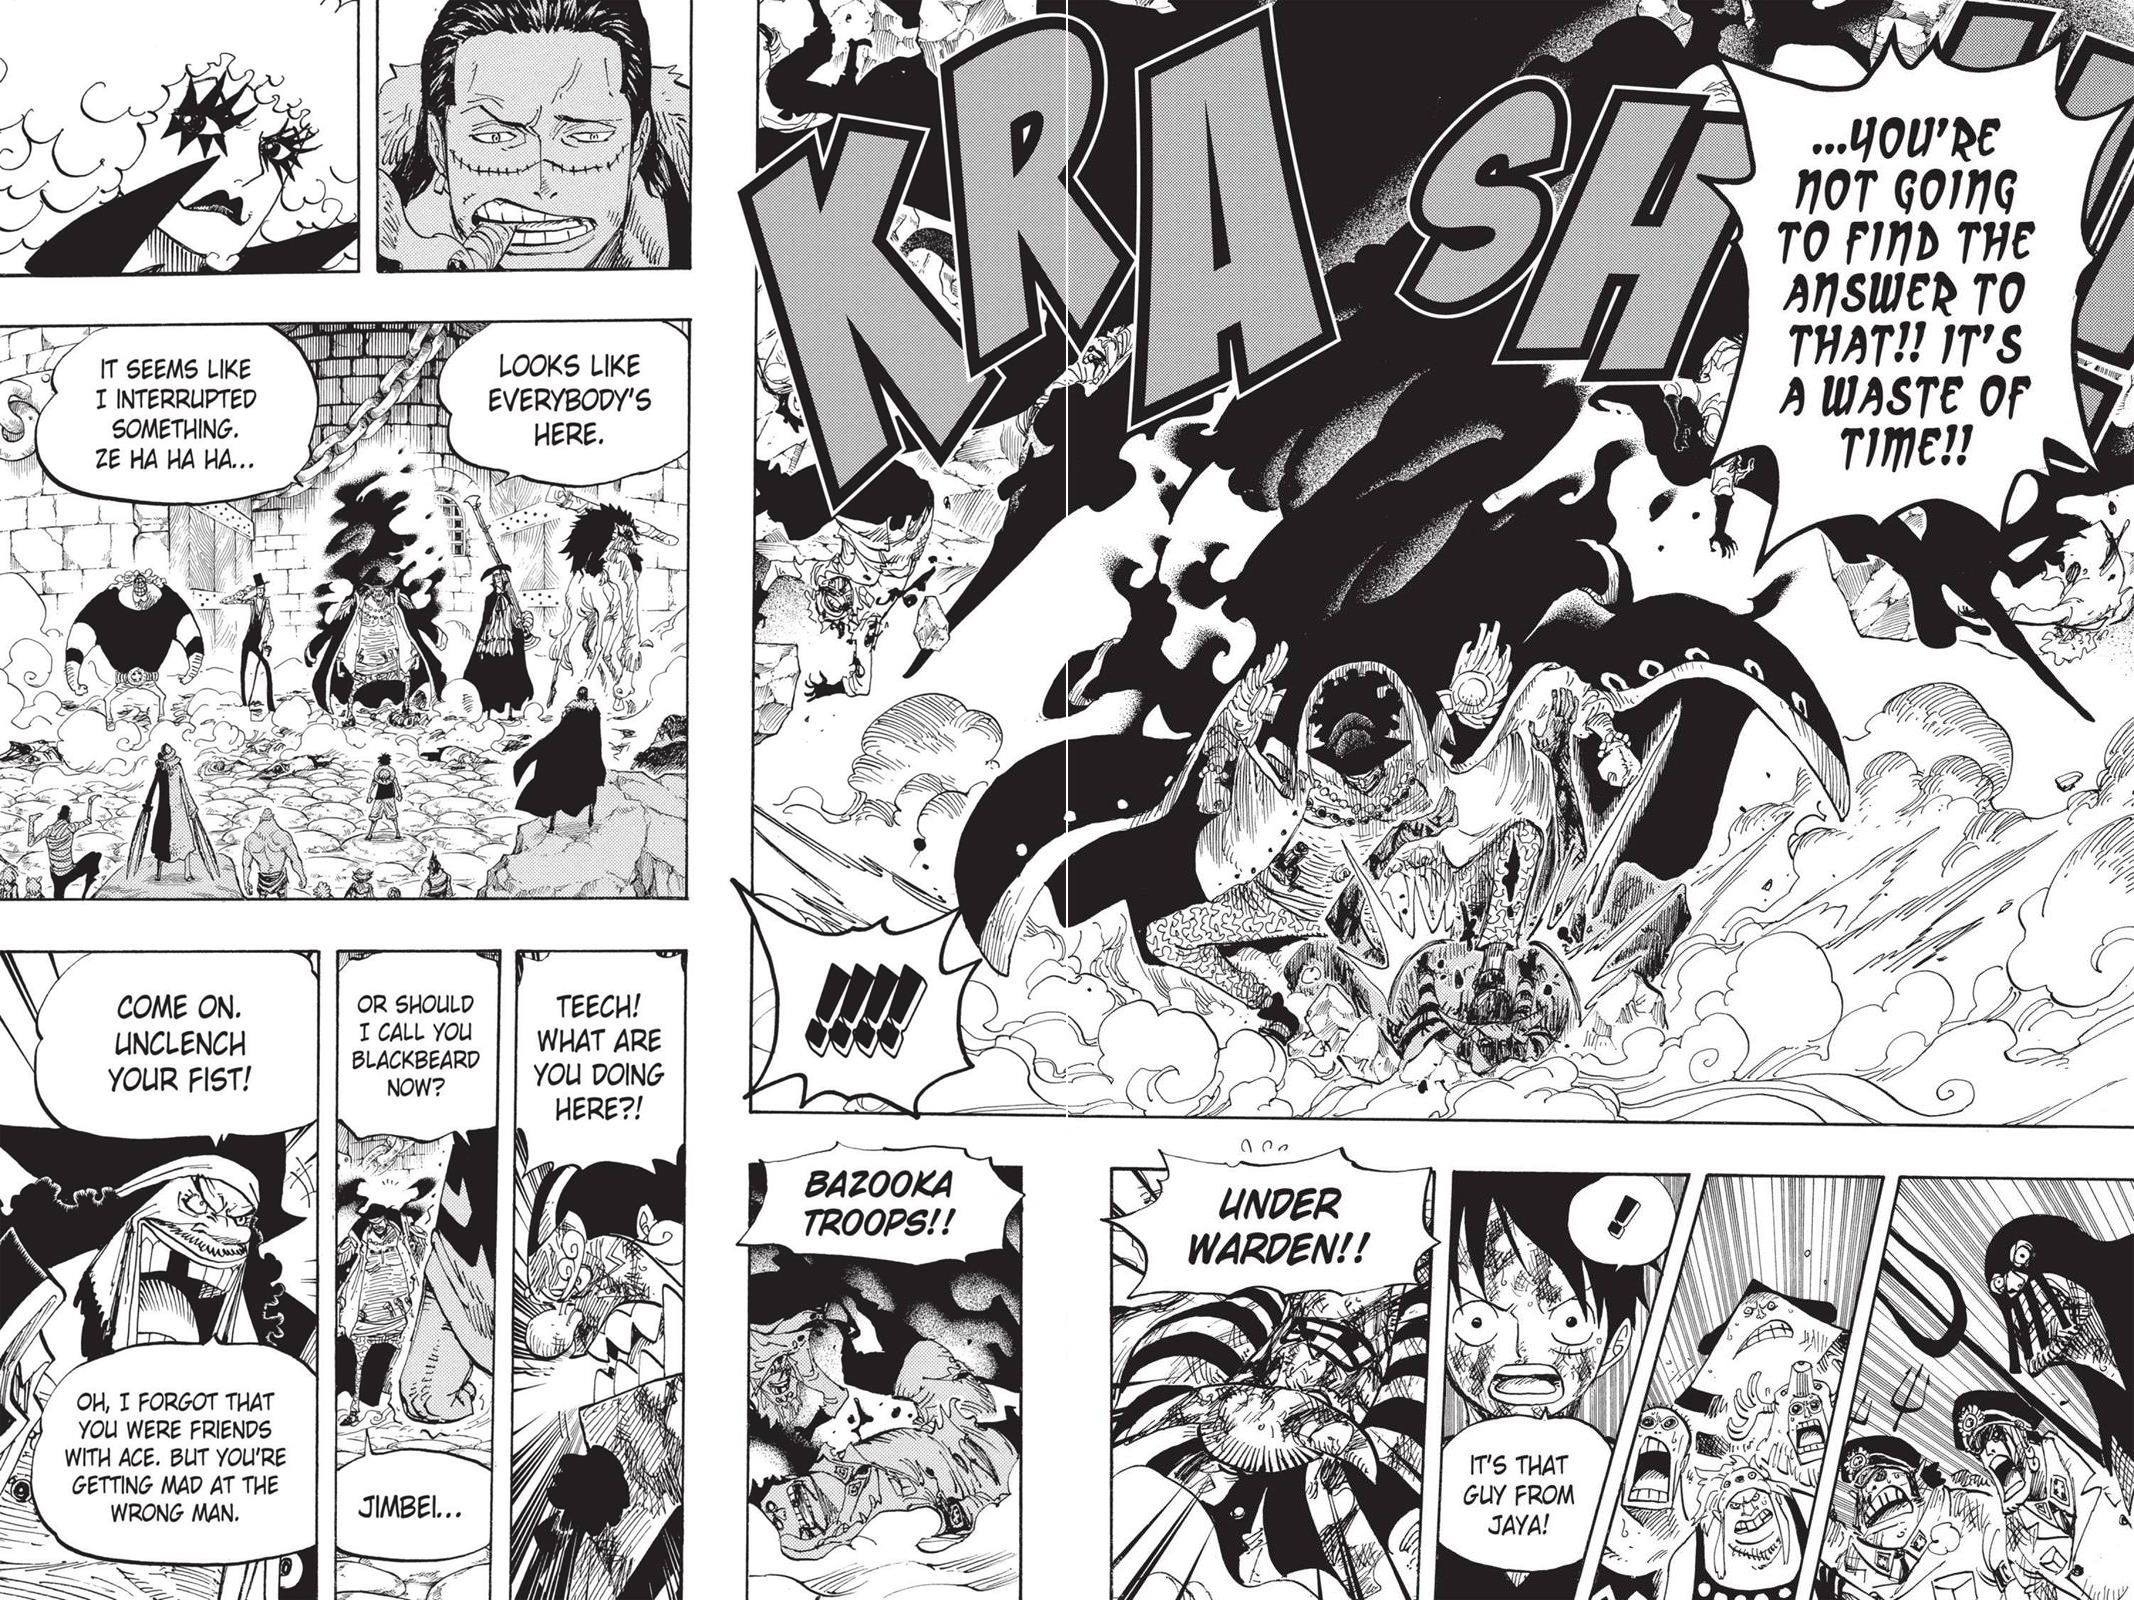 ...YOU'RE
NOT GOING
TO FIND THE
ANSWER TO
THAT!! IT'S
A WASTE OF
TIME!!
KRASH
!!!!
!
IT'S THAT
GUY FROM
JAYA!
UNDER
WARDEN!!
BAZOOKA
TROOPS!!
LOOKS LIKE
EVERYBODY'S
HERE.
IT SEEMS LIKE
I INTERRUPTED
SOMETHING.
ZE HA HA HA...
TEECH!
WHAT ARE
YOU DOING
HERE?!
OR SHOULD
I CALL YOU
BLACKBEARD
NOW?
JIMBEI...
COME ON.
UNCLENCH
YOUR FIST!
OH, I FORGOT THAT
YOU WERE FRIENDS
WITH ACE. BUT YOU'RE
GETTING MAD AT THE
WRONG MAN.